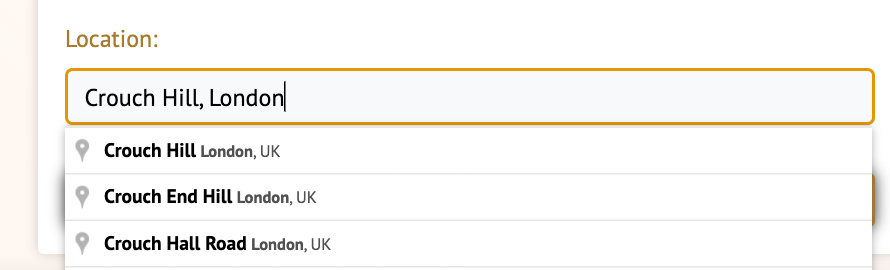 Location:
Crouch Hill, London
Crouch Hill London, UK
Crouch End Hill London, UK
Crouch Hall Road London, UK